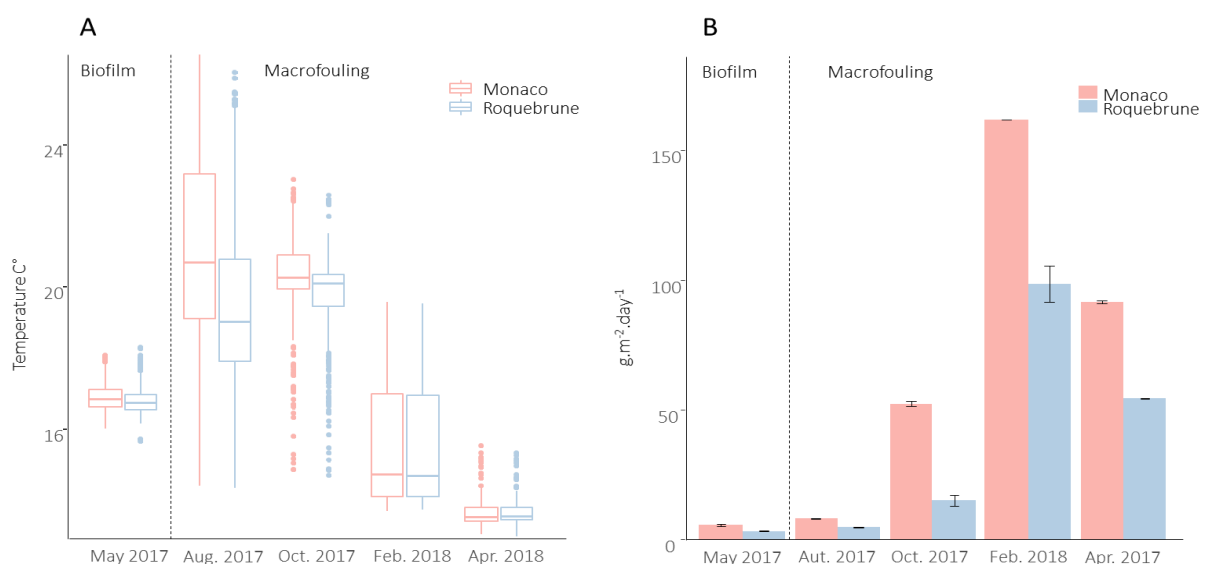 A
Biofilm
Macrofouling
Monaco
Roquebrune
24
20
16
Temperature C°
May 2017 Aug. 2017 Oct. 2017 Feb. 2018 Apr. 2018
B
Biofilm
Macrofouling
Monaco
Roquebrune
150
100
50
0
g.m⁻².day⁻¹
May 2017 Aut. 2017 Oct. 2017 Feb. 2018 Apr. 2017